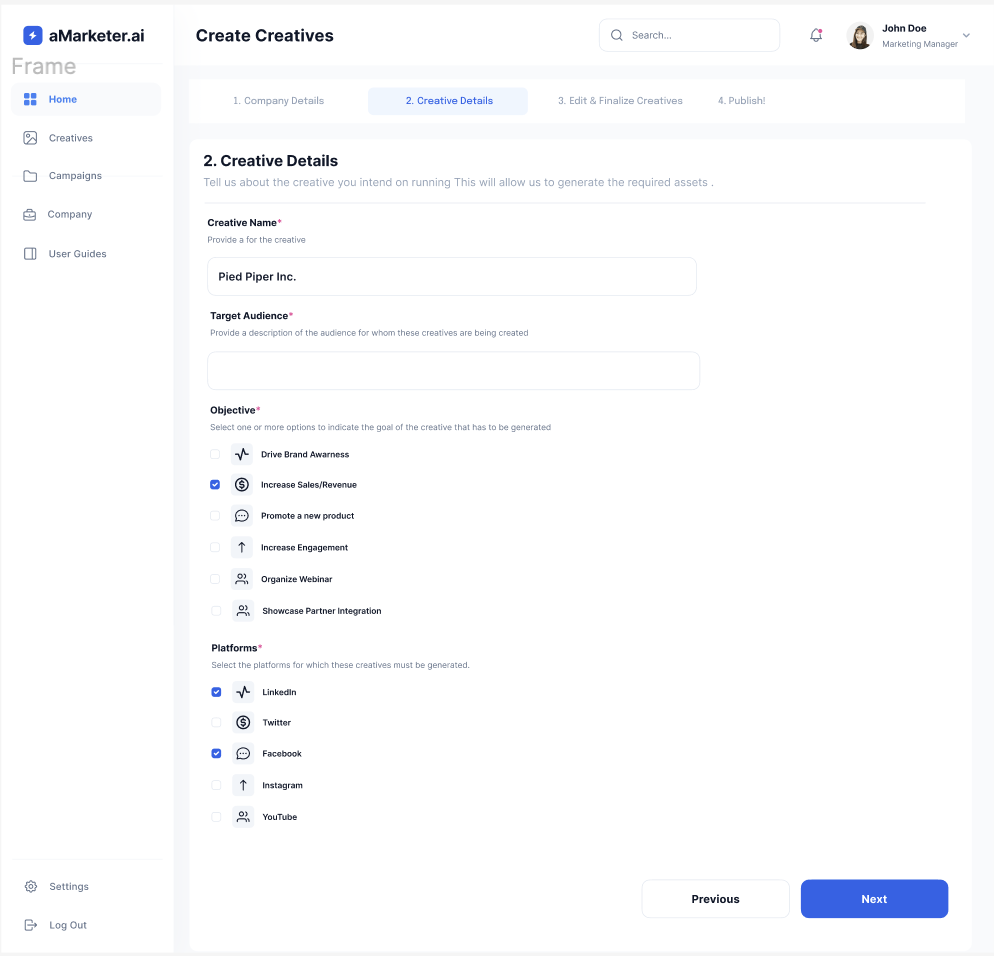 aMarketer.ai
Create Creatives
Search...
John Doe
Marketing Manager
Frame
Home
Creatives
Campaigns
Company
User Guides
1. Company Details
2. Creative Details
3. Edit & Finalize Creatives
4. Publish!
2. Creative Details
Tell us about the creative you intend on running This will allow us to generate the required assets .
Creative Name*
Provide a for the creative
Pied Piper Inc.
Target Audience*
Provide a description of the audience for whom these creatives are being created
Objective*
Select one or more options to indicate the goal of the creative that has to be generated
Drive Brand Awarness
Increase Sales/Revenue
Promote a new product
Increase Engagement
Organize Webinar
Showcase Partner Integration
Platforms*
Select the platforms for which these creatives must be generated.
LinkedIn
Twitter
Facebook
Instagram
YouTube
Previous
Next
Settings
Log Out